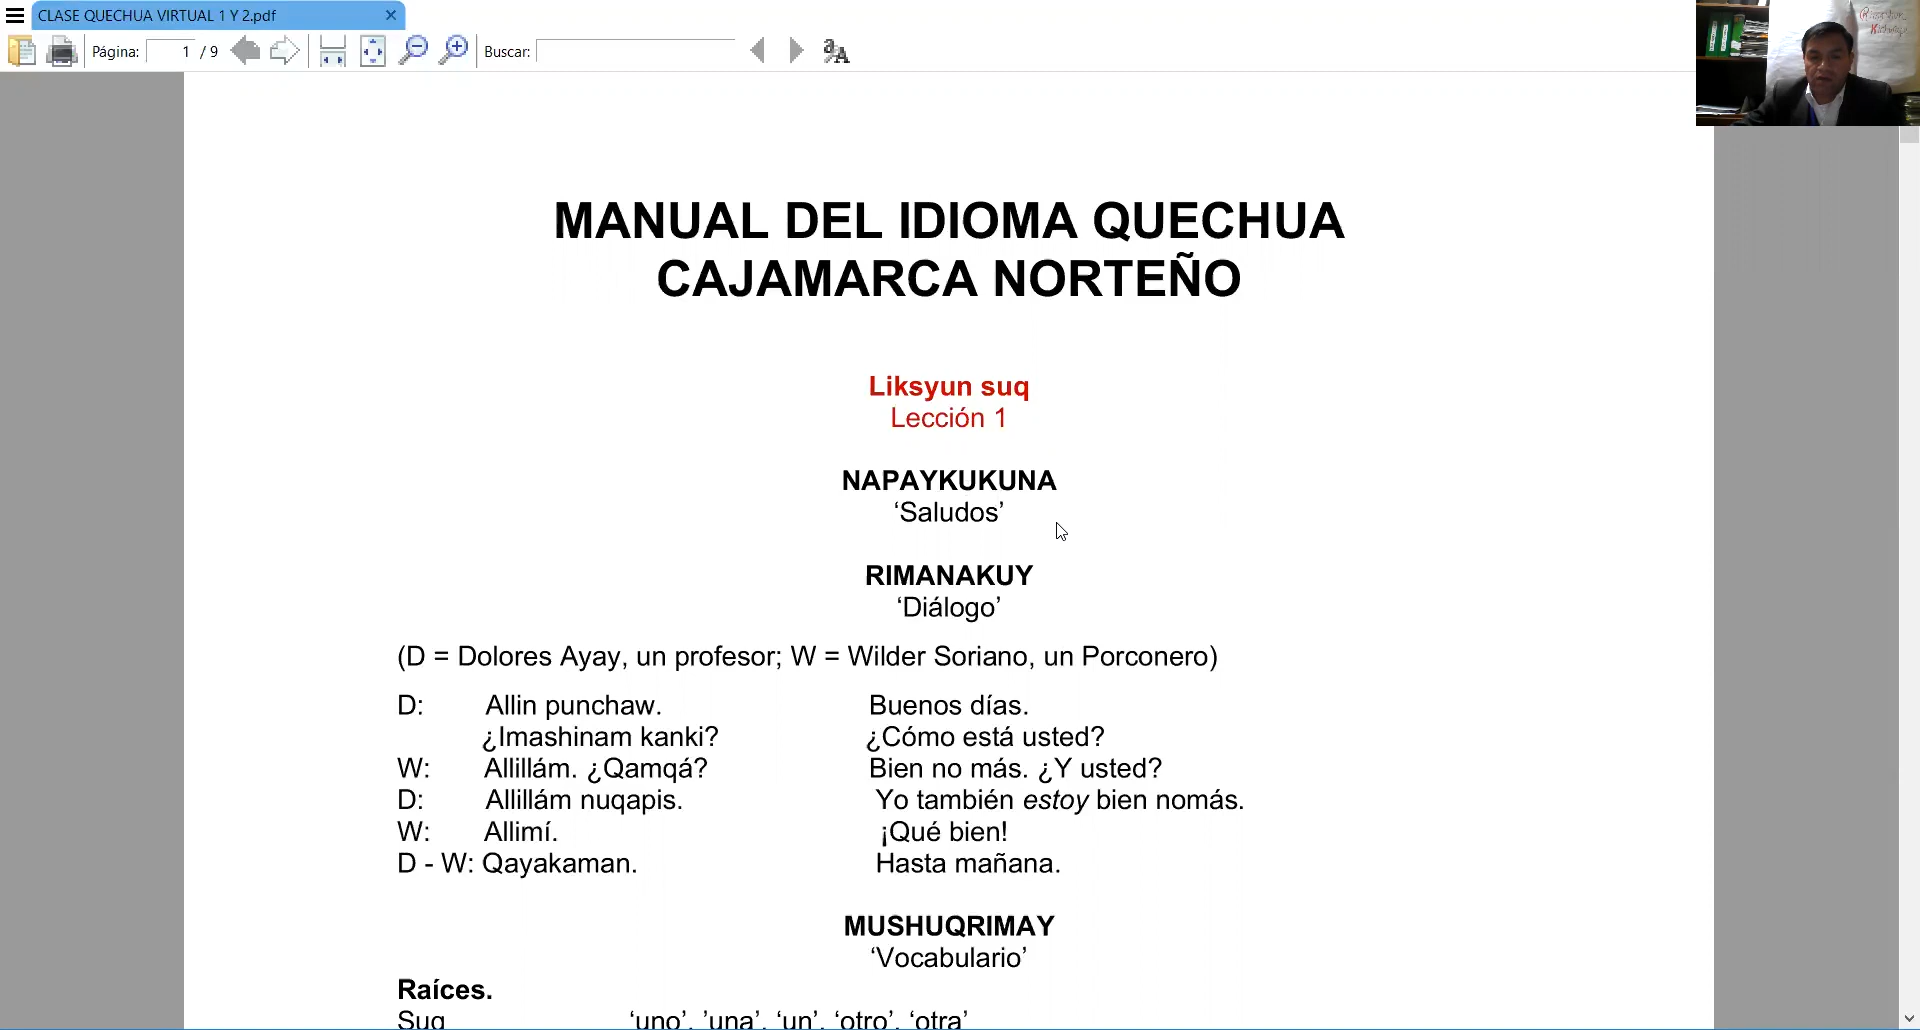 CLASE QUECHUA VIRTUAL 1 Y 2.pdf
Página: 1 / 9 Buscar:
MANUAL DEL IDIOMA QUECHUA
CAJAMARCA NORTEÑO
Liksyun suq
Lección 1
NAPAYKUKUNA
‘Saludos’
RIMANAKUY
‘Diálogo’
(D = Dolores Ayay, un profesor; W = Wilder Soriano, un Porconero)
D: Allin punchaw. Buenos días.
¿Imashinam kanki? ¿Cómo está usted?
W: Allillám. ¿Qamqá? Bien no más. ¿Y usted?
D: Allillám nuqapis. Yo también estoy bien nomás.
W: Allimí. ¡Qué bien!
D - W: Qayakaman. Hasta mañana.
MUSHUQRIMAY
‘Vocabulario’
Raíces.
Suq ‘uno’, ’una’, ‘un’, ‘otro’, ‘otra’